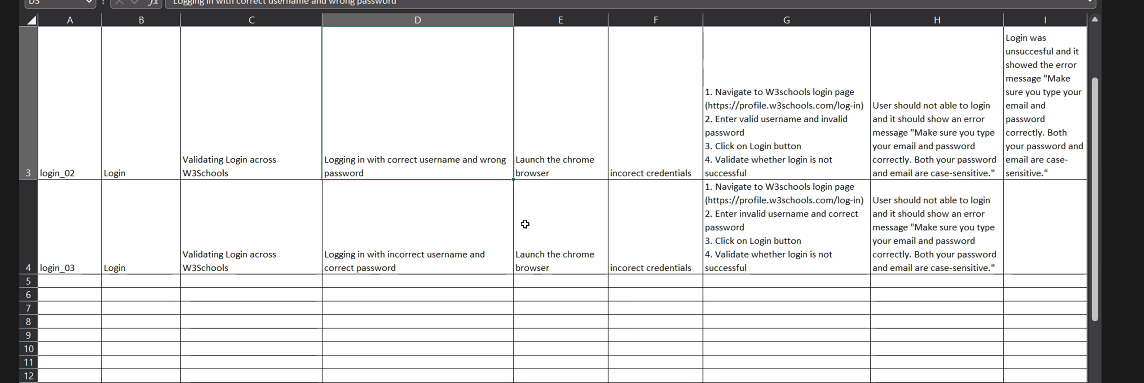 D3 fx Logging in with correct username and wrong password
A B C D E F G H I
3 login_02 Login
Validating Login across
W3Schools
Logging in with correct username and wrong
password
Launch the chrome
browser
incorect credentials
1. Navigate to W3schools login page
(https://profile.w3schools.com/log-in)
2. Enter valid username and invalid
password
3. Click on Login button
4. Validate whether login is not
successful
User should not able to login
and it should show an error
message "Make sure you type
your email and password
correctly. Both your password
and email are case-sensitive."
Login was
unsuccesful and it
showed the error
message "Make
sure you type your
email and
password
correctly. Both
your password and
email are case-
sensitive."
4 login_03 Login
Validating Login across
W3Schools
Logging in with incorrect username and
correct password
Launch the chrome
browser
incorect credentials
1. Navigate to W3schools login page
(https://profile.w3schools.com/log-in)
2. Enter invalid username and correct
password
3. Click on Login button
4. Validate whether login is not
successful
User should not able to login
and it should show an error
message "Make sure you type
your email and password
correctly. Both your password
and email are case-sensitive."
5
6
7
8
9
10
11
12